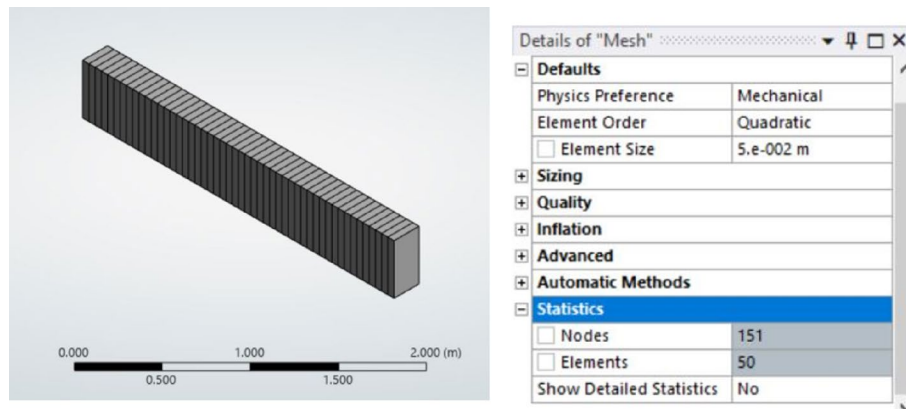 0.000 1.000 2.000 (m)
0.500 1.500
Details of "Mesh"
Defaults
Physics Preference Mechanical
Element Order Quadratic
Element Size 5.e-002 m
Sizing
Quality
Inflation
Advanced
Automatic Methods
Statistics
Nodes 151
Elements 50
Show Detailed Statistics No